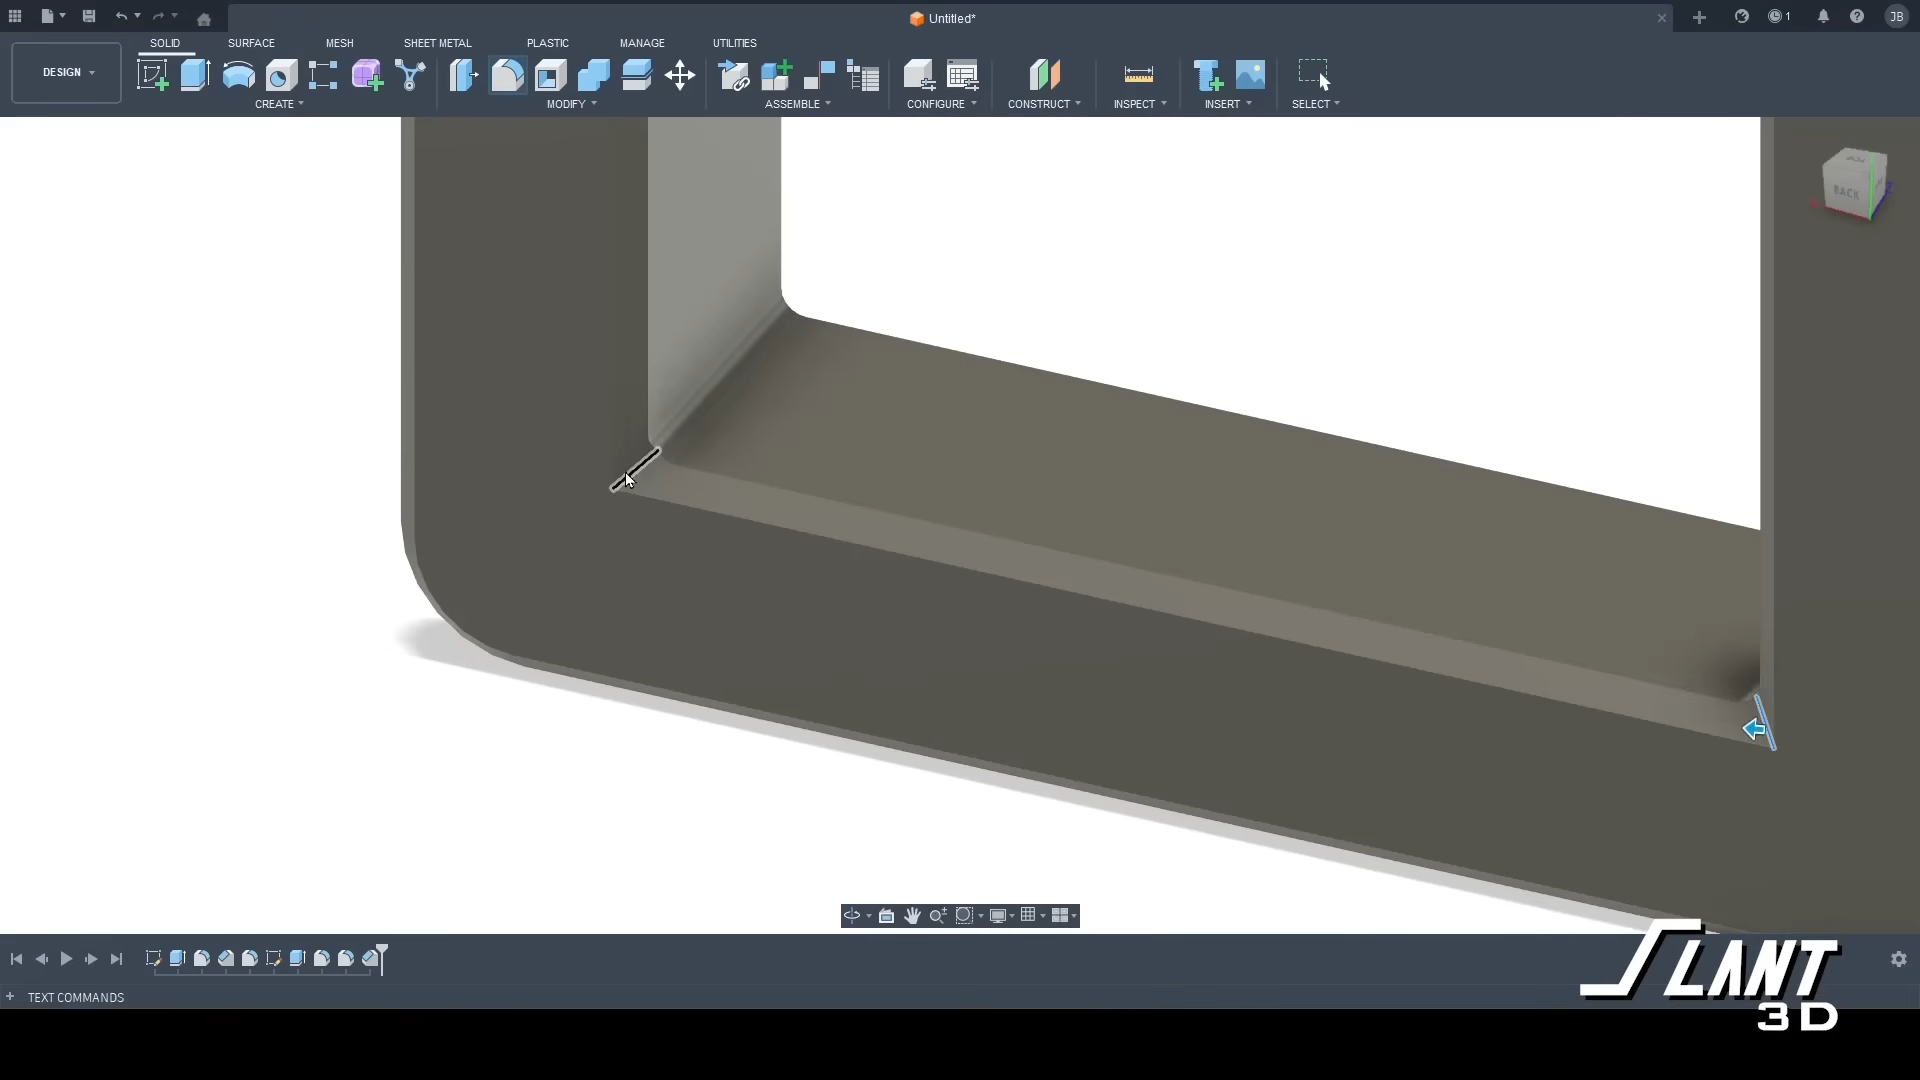 Untitled*
1
JB
DESIGN
SOLID
SURFACE
MESH
SHEET METAL
PLASTIC
MANAGE
UTILITIES
CREATE
MODIFY
ASSEMBLE
CONFIGURE
CONSTRUCT
INSPECT
INSERT
SELECT
BACK
TEXT COMMANDS
SLANT
3D